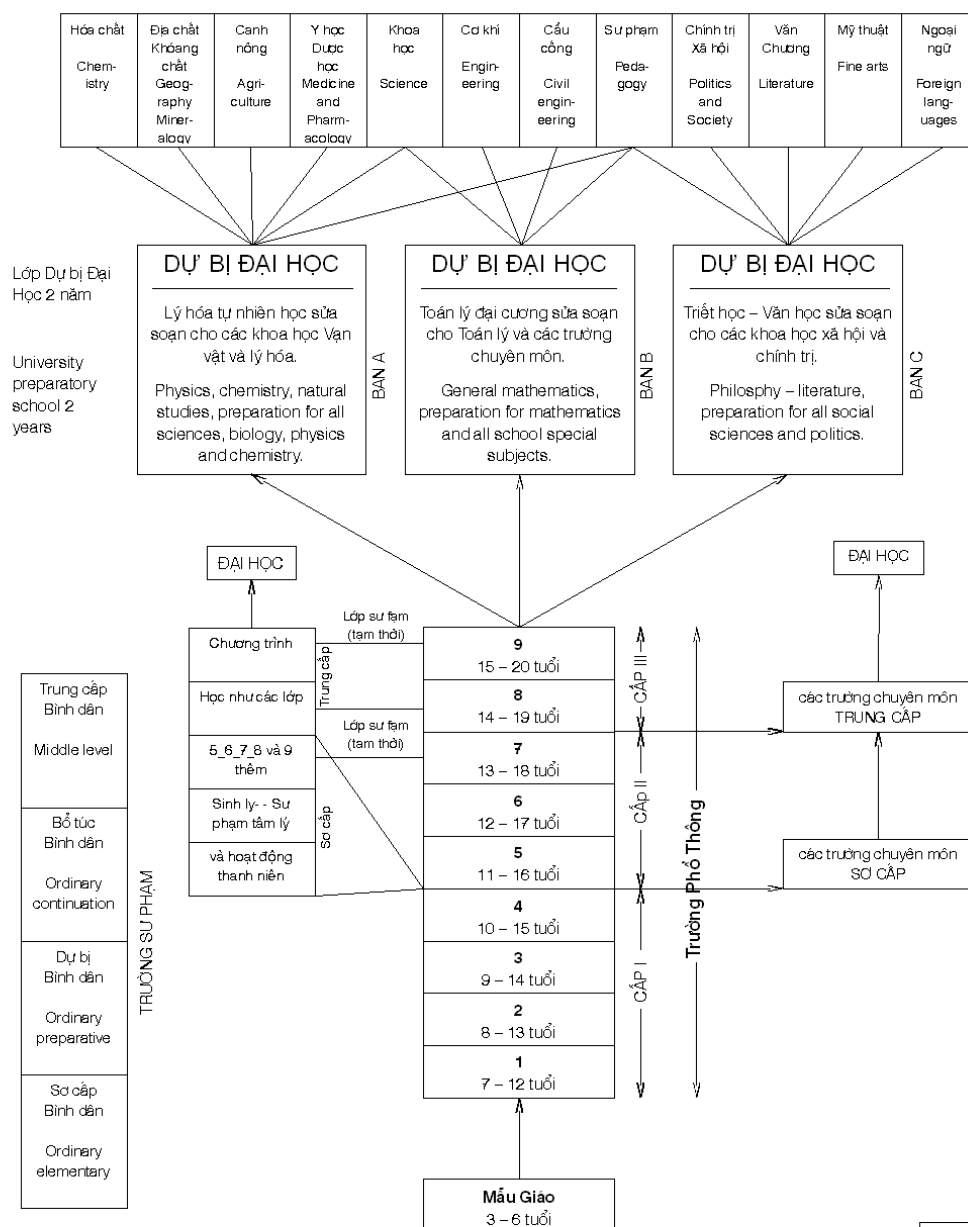 Hóa chất
Chem-
istry
Địa chất
Khóang
chất
Geog-
raphy
Miner-
alogy
Canh
nông
Agri-
culture
Y học
Dược
học
Medicine
and
Pharm-
acology
Khoa
học
Science
Cơ khí
Engin-
eering
Cầu
cống
Civil
engin-
eering
Sư phạm
Peda-
gogy
Chính trị
Xã hội
Politics
and
Society
Văn
Chương
Literature
Mỹ thuật
Fine arts
Ngoại
ngữ
Foreign
lang-
uages
Lớp Dự bị Đại
Học 2 năm
University
preparatory
school 2
years
DỰ BỊ ĐẠI HỌC
Lý hóa tự nhiên học sửa
soạn cho các khoa học Vạn
vật và lý hóa.
Physics, chemistry, natural
studies, preparation for all
sciences, biology, physics
and chemistry.
BAN A
DỰ BỊ ĐẠI HỌC
Toán lý đại cương sửa soạn
cho Toán lý và các trường
chuyên môn.
General mathematics,
preparation for mathematics
and all school special
subjects.
BAN B
DỰ BỊ ĐẠI HỌC
Triết học – Văn học sửa soạn
cho các khoa học xã hội và
chính trị.
Philosphy – literature,
preparation for all social
sciences and politics.
BAN C
ĐẠI HỌC
ĐẠI HỌC
Chương trình
Học như các lớp
5_6_7_8 và 9
thêm
Sinh lý- - Sư
phạm tâm lý
và hoạt động
thanh niên
Trung cấp
Sơ cấp
Lớp sư fạm
(tạm thời)
Lớp sư fạm
(tạm thời)
9
15 – 20 tuổi
8
14 – 19 tuổi
7
13 – 18 tuổi
6
12 – 17 tuổi
5
11 – 16 tuổi
4
10 – 15 tuổi
3
9 – 14 tuổi
2
8 – 13 tuổi
1
7 – 12 tuổi
CẤP III
CẤp II
CẤP I
Trường Phổ Thông
các trường chuyên môn
TRUNG CẤP
các trường chuyên môn
SƠ CẤP
Trung cấp
Bình dân
Middle level
Bổ túc
Bình dân
Ordinary
continuation
Dự bị
Bình dân
Ordinary
preparative
Sơ cấp
Bình dân
Ordinary
elementary
TRƯỜNG SƯ PHẠM
Mẫu Giáo
3 – 6 tuổi